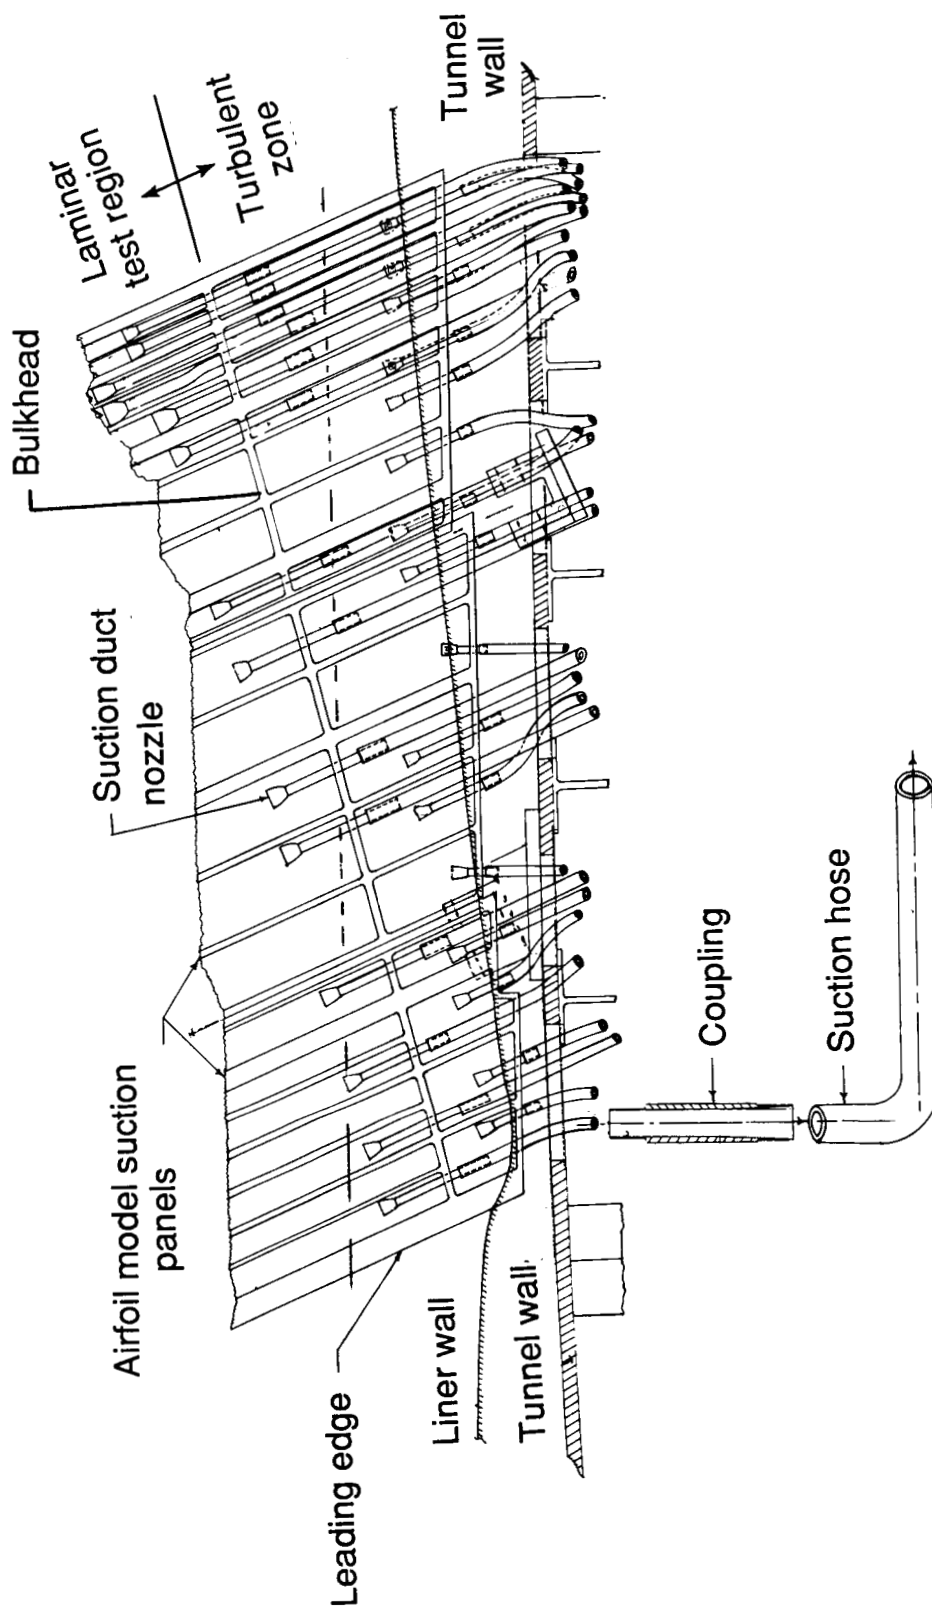 Laminar
test region
Turbulent
zone
Tunnel
wall
Bulkhead
Suction duct
nozzle
Airfoil model suction
panels
Leading edge
Liner wall
Tunnel wall
Coupling
Suction hose